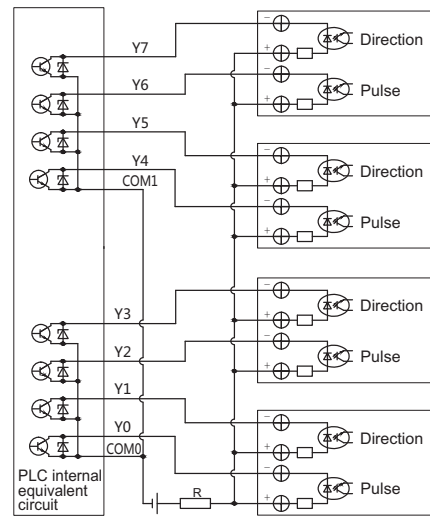 Y7
Direction
Y6
Pulse
Y5
Direction
Y4
COM1
Pulse
Y3
Direction
Y2
Pulse
Y1
Direction
Y0
COM0
PLC internal
equivalent
circuit
R
Pulse